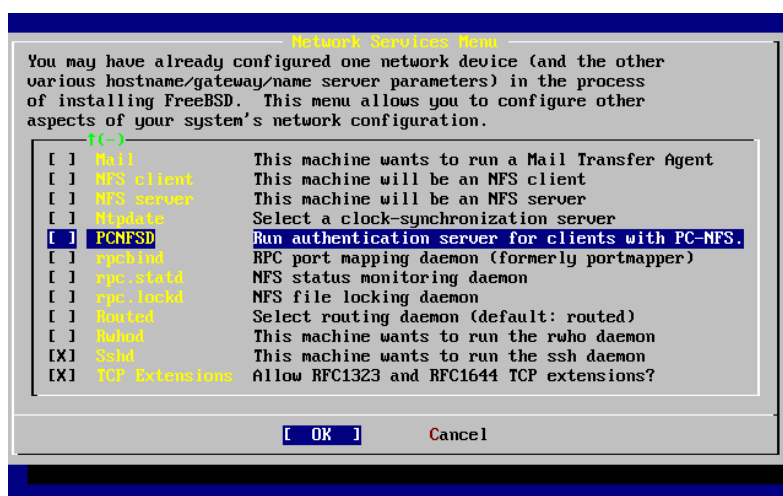 Network Services Menu
You may have already configured one network device (and the other
various hostname/gateway/name server parameters) in the process
of installing FreeBSD.  This menu allows you to configure other
aspects of your system's network configuration.
↑(-)
[ ] Mail This machine wants to run a Mail Transfer Agent
[ ] NFS client This machine will be an NFS client
[ ] NFS server This machine will be an NFS server
[ ] Ntpdate Select a clock-synchronization server
[ ] PCNFSD Run authentication server for clients with PC-NFS.
[ ] rpcbind RPC port mapping daemon (formerly portmapper)
[ ] rpc.statd NFS status monitoring daemon
[ ] rpc.lockd NFS file locking daemon
[ ] Routed Select routing daemon (default: routed)
[ ] Rwhod This machine wants to run the rwho daemon
[X] Sshd This machine wants to run the ssh daemon
[X] TCP Extensions Allow RFC1323 and RFC1644 TCP extensions?
[ OK ] Cancel